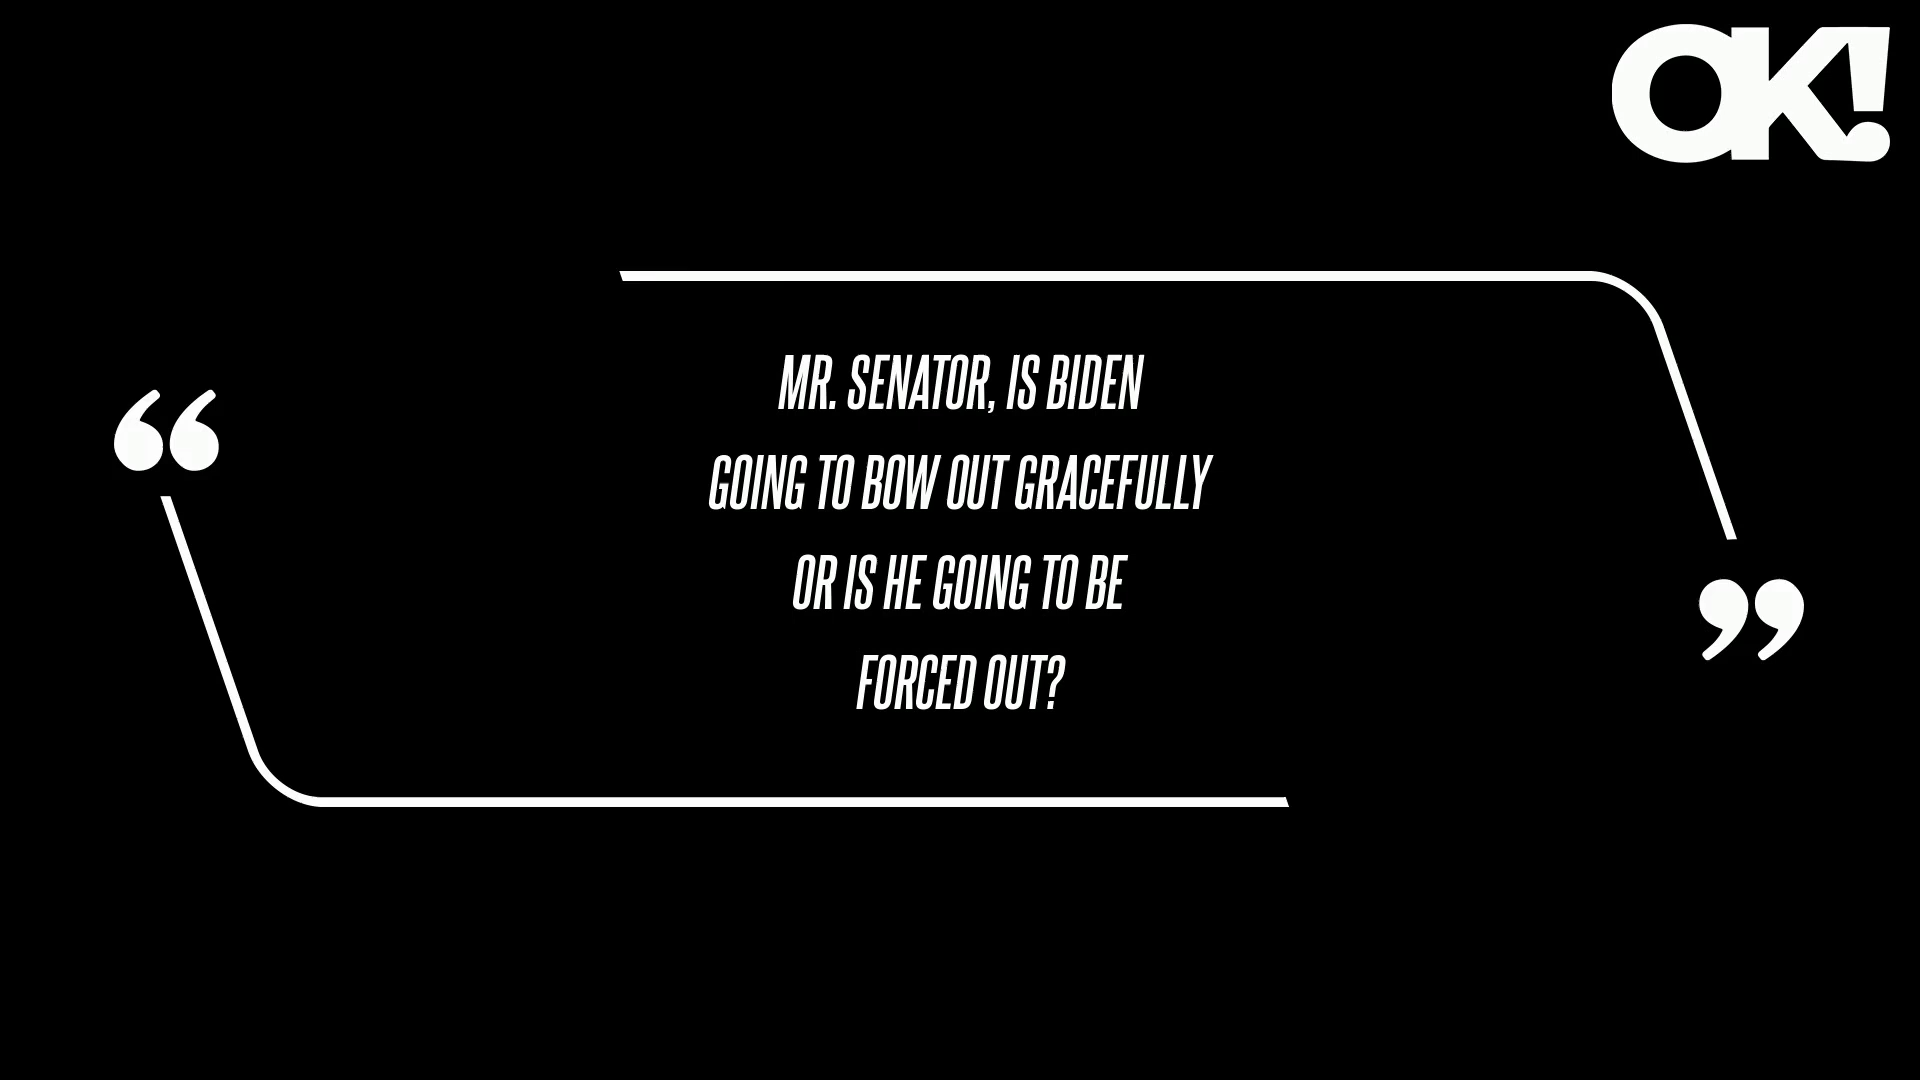 OK!
“
MR. SENATOR, IS BIDEN
GOING TO BOW OUT GRACEFULLY
OR IS HE GOING TO BE
FORCED OUT?
”